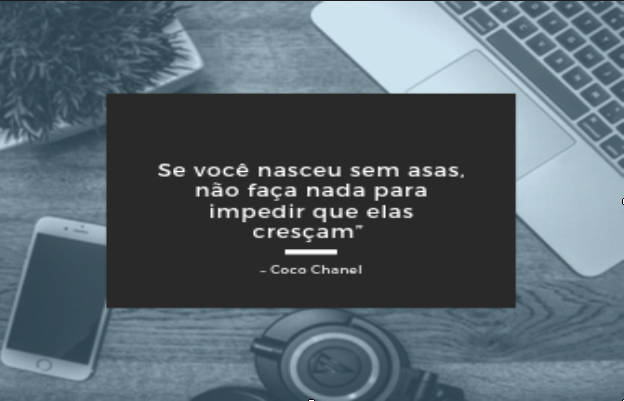 Se você nasceu sem asas,
não faça nada para
impedir que elas
cresçam”
– Coco Chanel